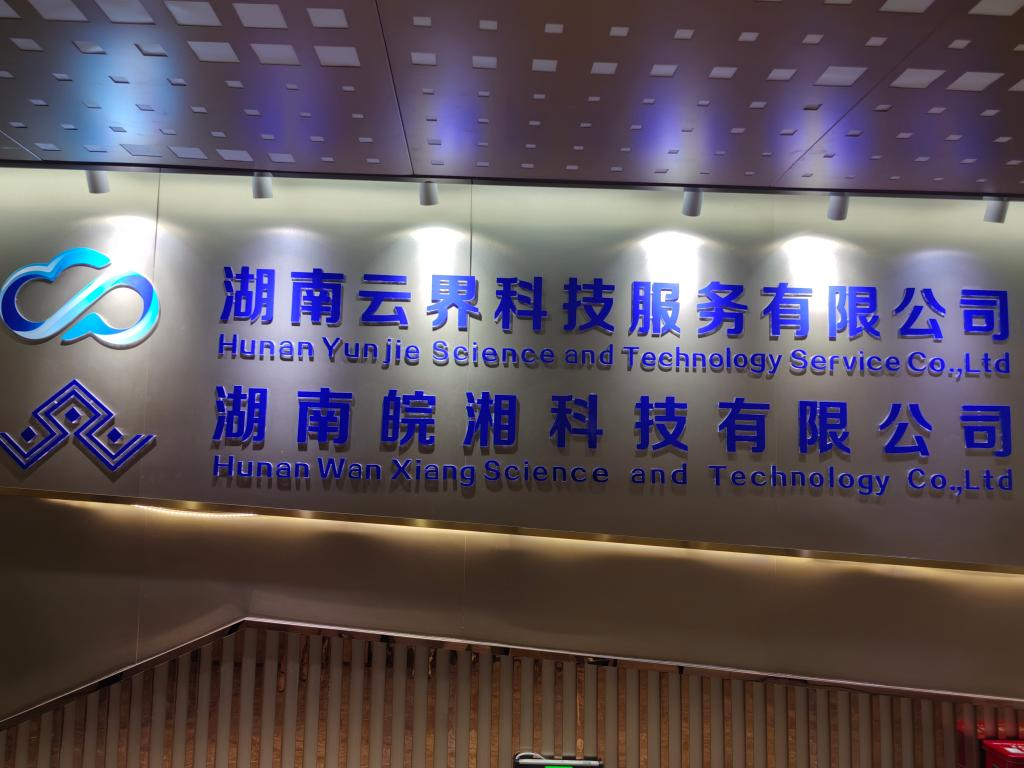 湖南云界科技服务有限公司
Hunan Yunjie Science and Technology Service Co.,Ltd
湖南皖湘科技有限公司
Hunan Wan Xiang Science and Technology Co.,Ltd